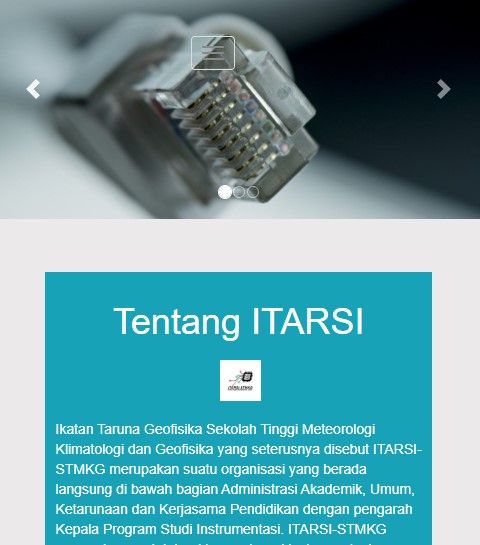 Tentang ITARSI
Ikatan Taruna Geofisika Sekolah Tinggi Meteorologi
Klimatologi dan Geofisika yang seterusnya disebut ITARSI-
STMKG merupakan suatu organisasi yang berada
langsung di bawah bagian Administrasi Akademik, Umum,
Ketarunaan dan Kerjasama Pendidikan dengan pengarah
Kepala Program Studi Instrumentasi. ITARSI-STMKG